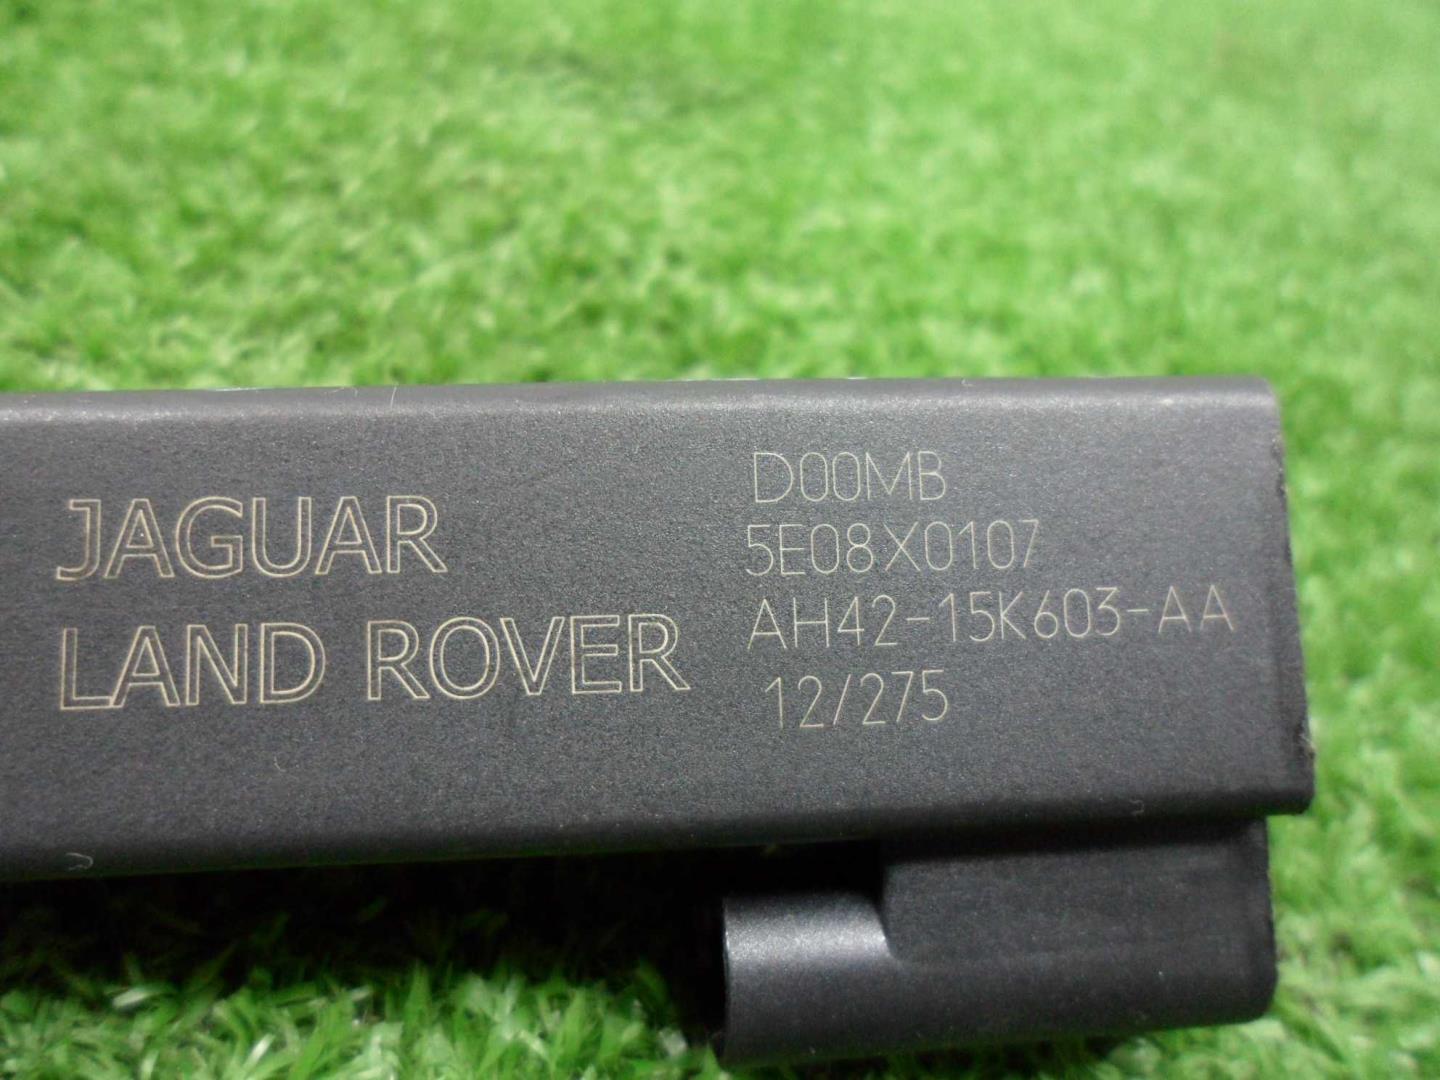 JAGUAR
LAND ROVER
D00MB
5E08X0107
AH42-15K603-AA
12/275